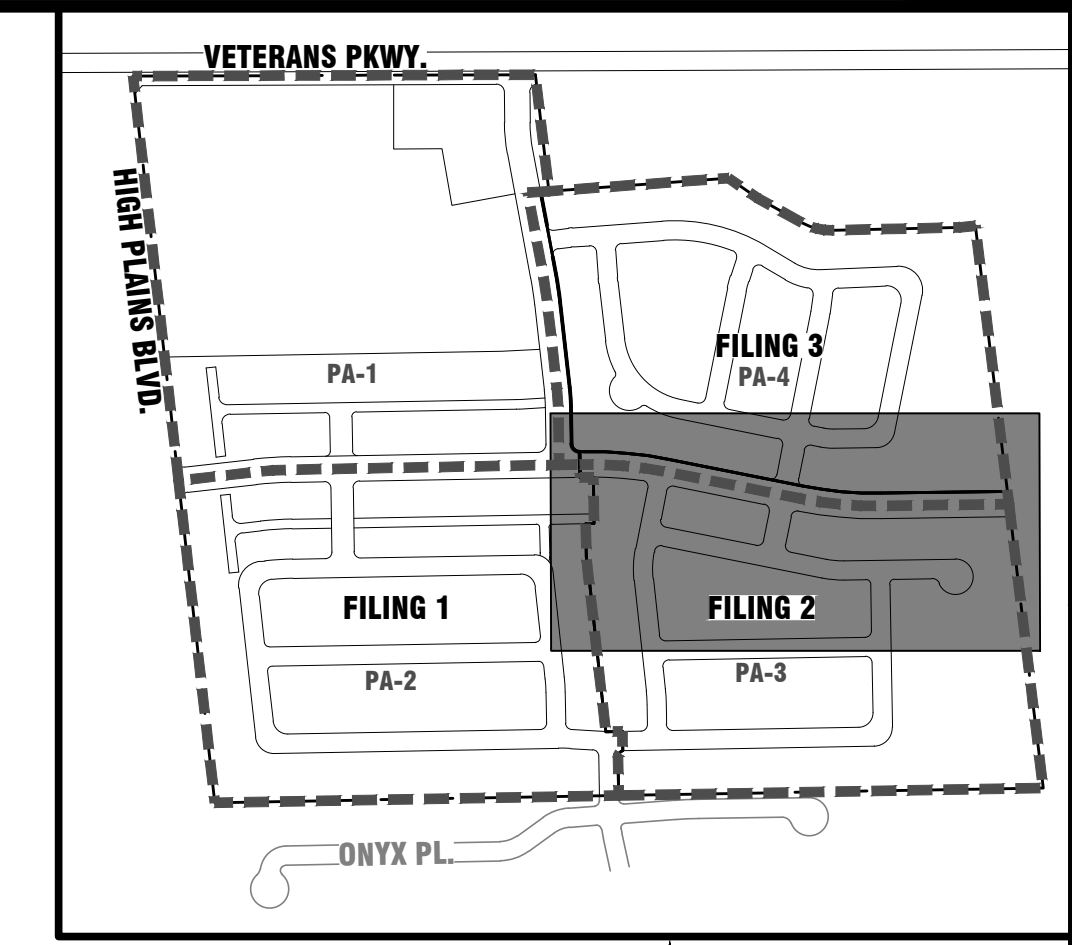 VETERANS PKWY.
HIGH PLAINS BLVD.
FILING 3
PA-4
PA-1
FILING 1
FILING 2
PA-2
PA-3
ONYX PL.